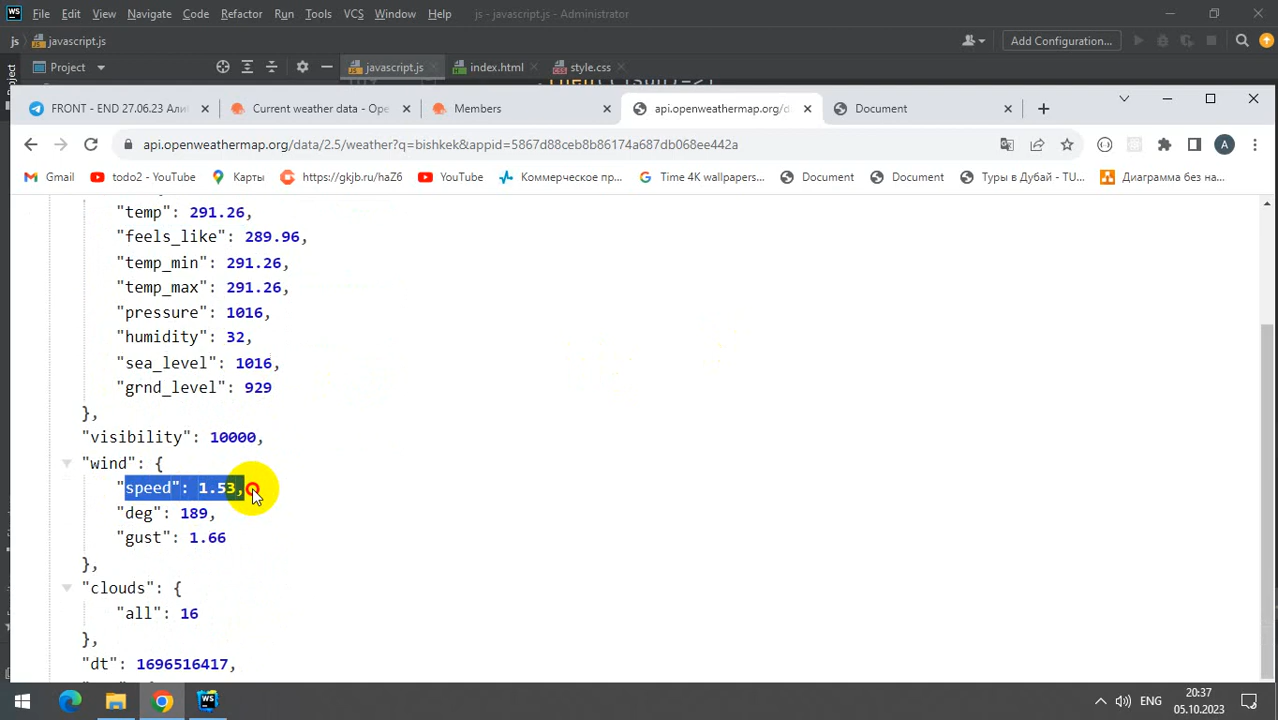 WS File Edit View Navigate Code Refactor Run Tools VCS Window Help js - javascript.js - Administrator
js javascript.js Add Configuration...
Project javascript.js index.html style.css
FRONT - END 27.06.23 Али Current weather data - Ope Members api.openweathermap.org/d Document
api.openweathermap.org/data/2.5/weather?q=bishkek&appid=5867d88ceb8b86174a687db068ee442a A
Gmail todo2 - YouTube Карты https://gkjb.ru/haZ6 YouTube Коммерческое пр... Time 4K wallpapers... Document Document Туры в Дубай - TU... Диаграмма без на...
"temp": 291.26,
"feels_like": 289.96,
"temp_min": 291.26,
"temp_max": 291.26,
"pressure": 1016,
"humidity": 32,
"sea_level": 1016,
"grnd_level": 929
},
"visibility": 10000,
"wind": {
"speed": 1.53,
"deg": 189,
"gust": 1.66
},
"clouds": {
"all": 16
},
"dt": 1696516417,
WS ENG 20:37
05.10.2023